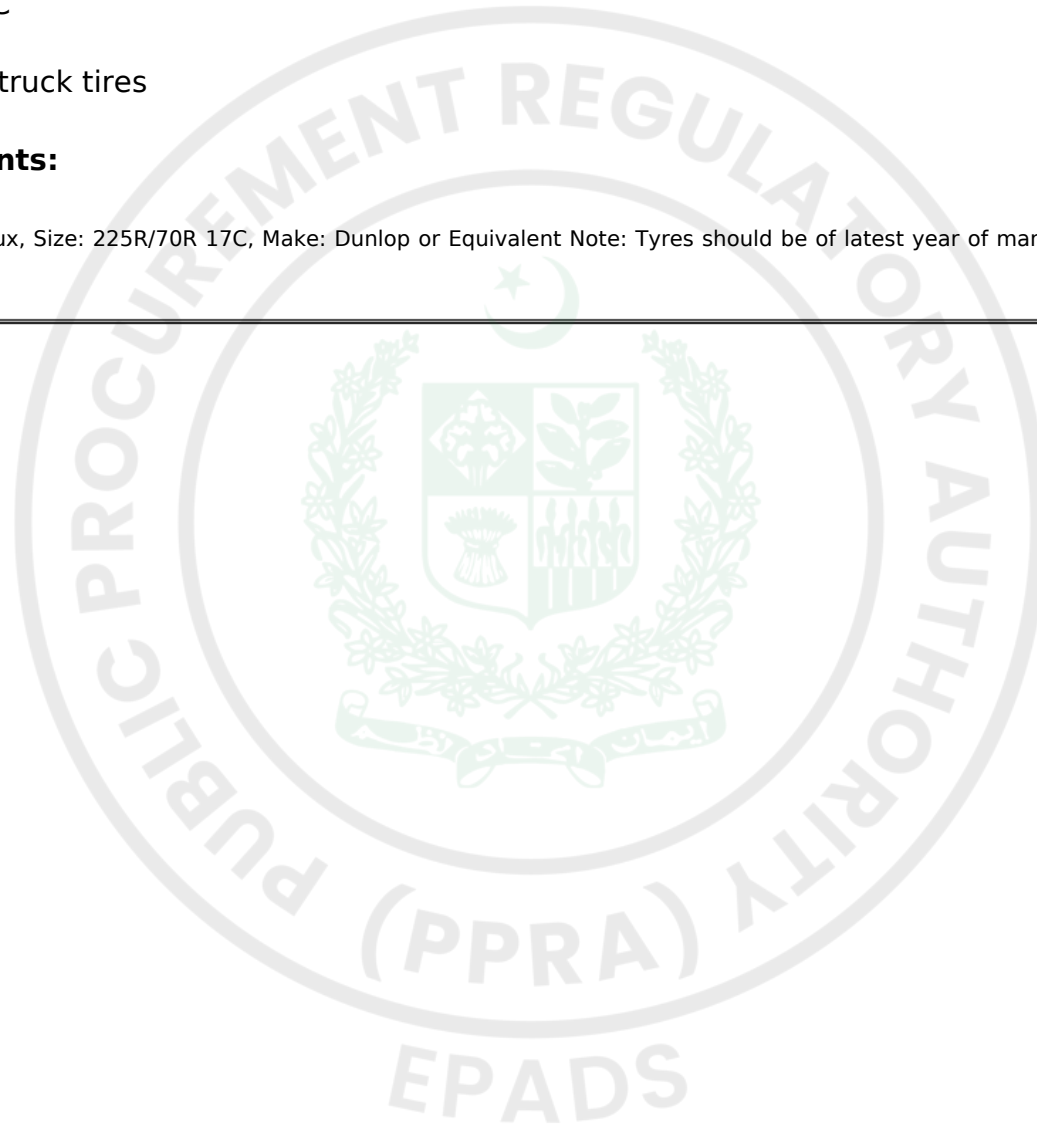 truck tires
nts:
ux, Size: 225R/70R 17C, Make: Dunlop or Equivalent Note: Tyres should be of latest year of mar
PUBLIC PROCUREMENT REGULATORY AUTHORITY
(PPRA)
EPADS